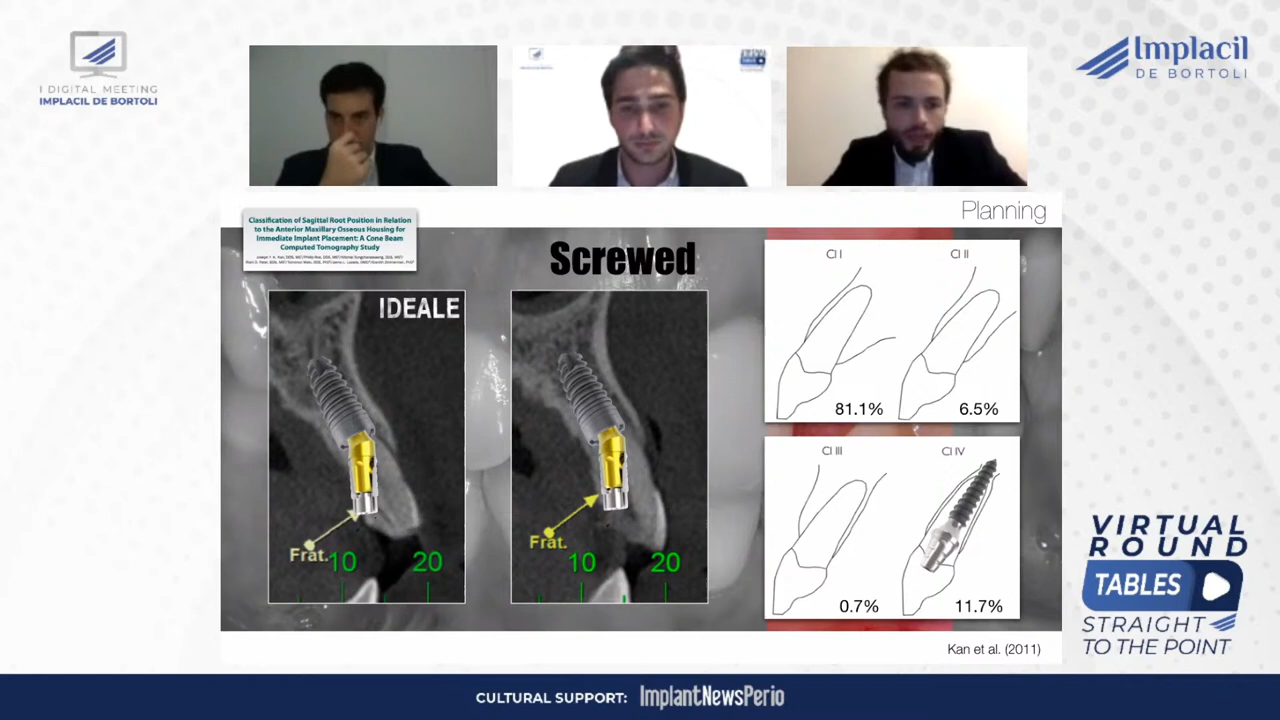 I DIGITAL MEETING
IMPLACIL DE BORTOLI
Implacil
DE BORTOLI
Planning
Classification of Sagittal Root Position in Relation
to the Anterior Maxillary Osseous Housing for
Immediate Implant Placement: A Cone Beam
Computed Tomography Study
Screwed
IDEALE
Frat.
10
20
Frat.
10
20
Cl I
Cl II
81.1%
6.5%
Cl III
Cl IV
0.7%
11.7%
Kan et al. (2011)
VIRTUAL
ROUND
TABLES
STRAIGHT
TO THE POINT
CULTURAL SUPPORT: ImplantNewsPerio